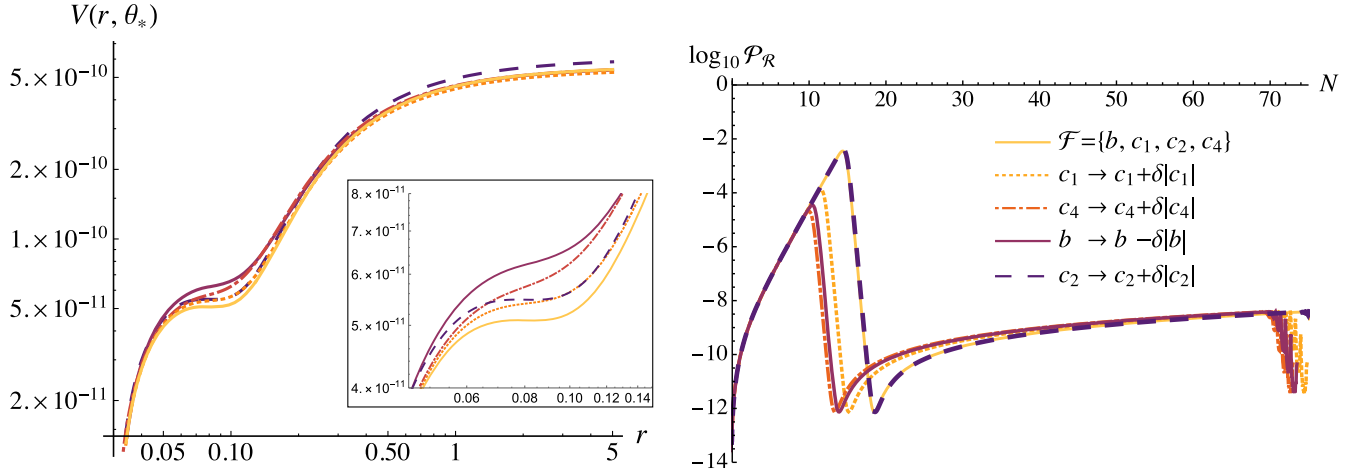 V(r, θ*)
5.× 10⁻¹⁰
2.× 10⁻¹⁰
1.× 10⁻¹⁰
5.× 10⁻¹¹
2.× 10⁻¹¹
0.05 0.10 0.50 1 5 r
8.× 10⁻¹¹
7.× 10⁻¹¹
6.× 10⁻¹¹
5.× 10⁻¹¹
4.× 10⁻¹¹
0.06 0.08 0.10 0.12 0.14
log₁₀ 𝒫_ℛ
0 10 20 30 40 50 60 70 N
−2
−4
−6
−8
−10
−12
−14
ℱ={b, c₁, c₂, c₄}
c₁ → c₁+δ|c₁|
c₄ → c₄+δ|c₄|
b → b −δ|b|
c₂ → c₂+δ|c₂|